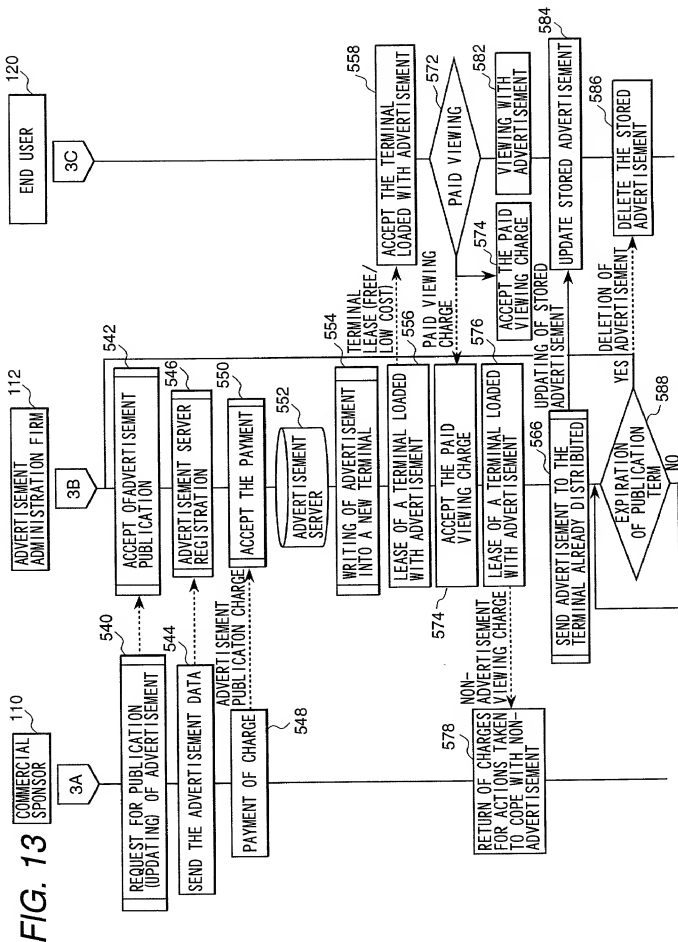 FIG. 13
110
COMMERCIAL
SPONSOR
3A
540
REQUEST FOR PUBLICATION
(UPDATING) OF ADVERTISEMENT
544
SEND THE ADVERTISEMENT DATA
ADVERTISEMENT
PUBLICATON CHARGE
PAYMENT OF CHARGE
548
NON-
ADVERTISEMENT
VIEWING CHARGE
578
RETURN OF CHARGES
FOR ACTIONS TAKEN
TO COPE WITH NON-
ADVERTISEMENT
112
ADVERTISEMENT
ADMINISTRATION FIRM
3B
542
ACCEPT OFADVERTISEMENT
PUBLICATION
546
ADVERTISEMENT SERVER
REGISTRATION
550
ACCEPT THE PAYMENT
552
ADVERTISEMENT
SERVER
554
WRITING OF ADVERTISEMENT
INTO A NEW TERMINAL
TERMINAL
LEASE (FREE/
LOW COST)
556
LEASE OF A TERMINAL LOADED
WITH ADVERTISEMENT
PAID VIEWING
CHARGE
574
ACCEPT THE PAID
VIEWING CHARGE
576
LEASE OF A TERMINAL LOADED
WITH ADVERTISEMENT
566
SEND ADVERTISEMENT TO THE
TERMINAL ALREADY DISTRIBUTED
UPDATING OF STORED
ADVERTISEMENT
EXPIRATION
OF PUBLICATION
TERM
YES
NO
588
DELETION OF
ADVERTISEMENT
120
END USER
3C
558
ACCEPT THE TERMINAL
LOADED WITH ADVERTISEMENT
572
PAID VIEWING
574
ACCEPT THE PAID
VIEWING CHARGE
582
VIEWING WITH
ADVERTISEMENT
584
UPDATE STORED ADVERTISEMENT
586
DELETE THE STORED
ADVERTISEMENT